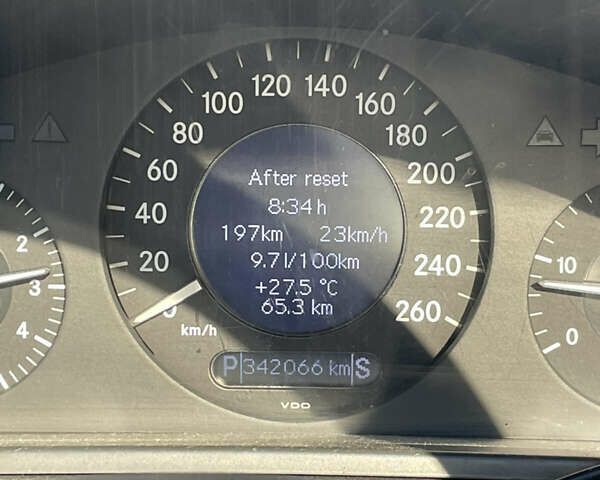 After reset
8:34 h
197km 23km/h
9.7l/100km
+27.5 °C
65.3 km
0
20
40
60
80
100
120
140
160
180
200
220
240
260
km/h
P 342066 km S
VDO
2
3
4
10
0